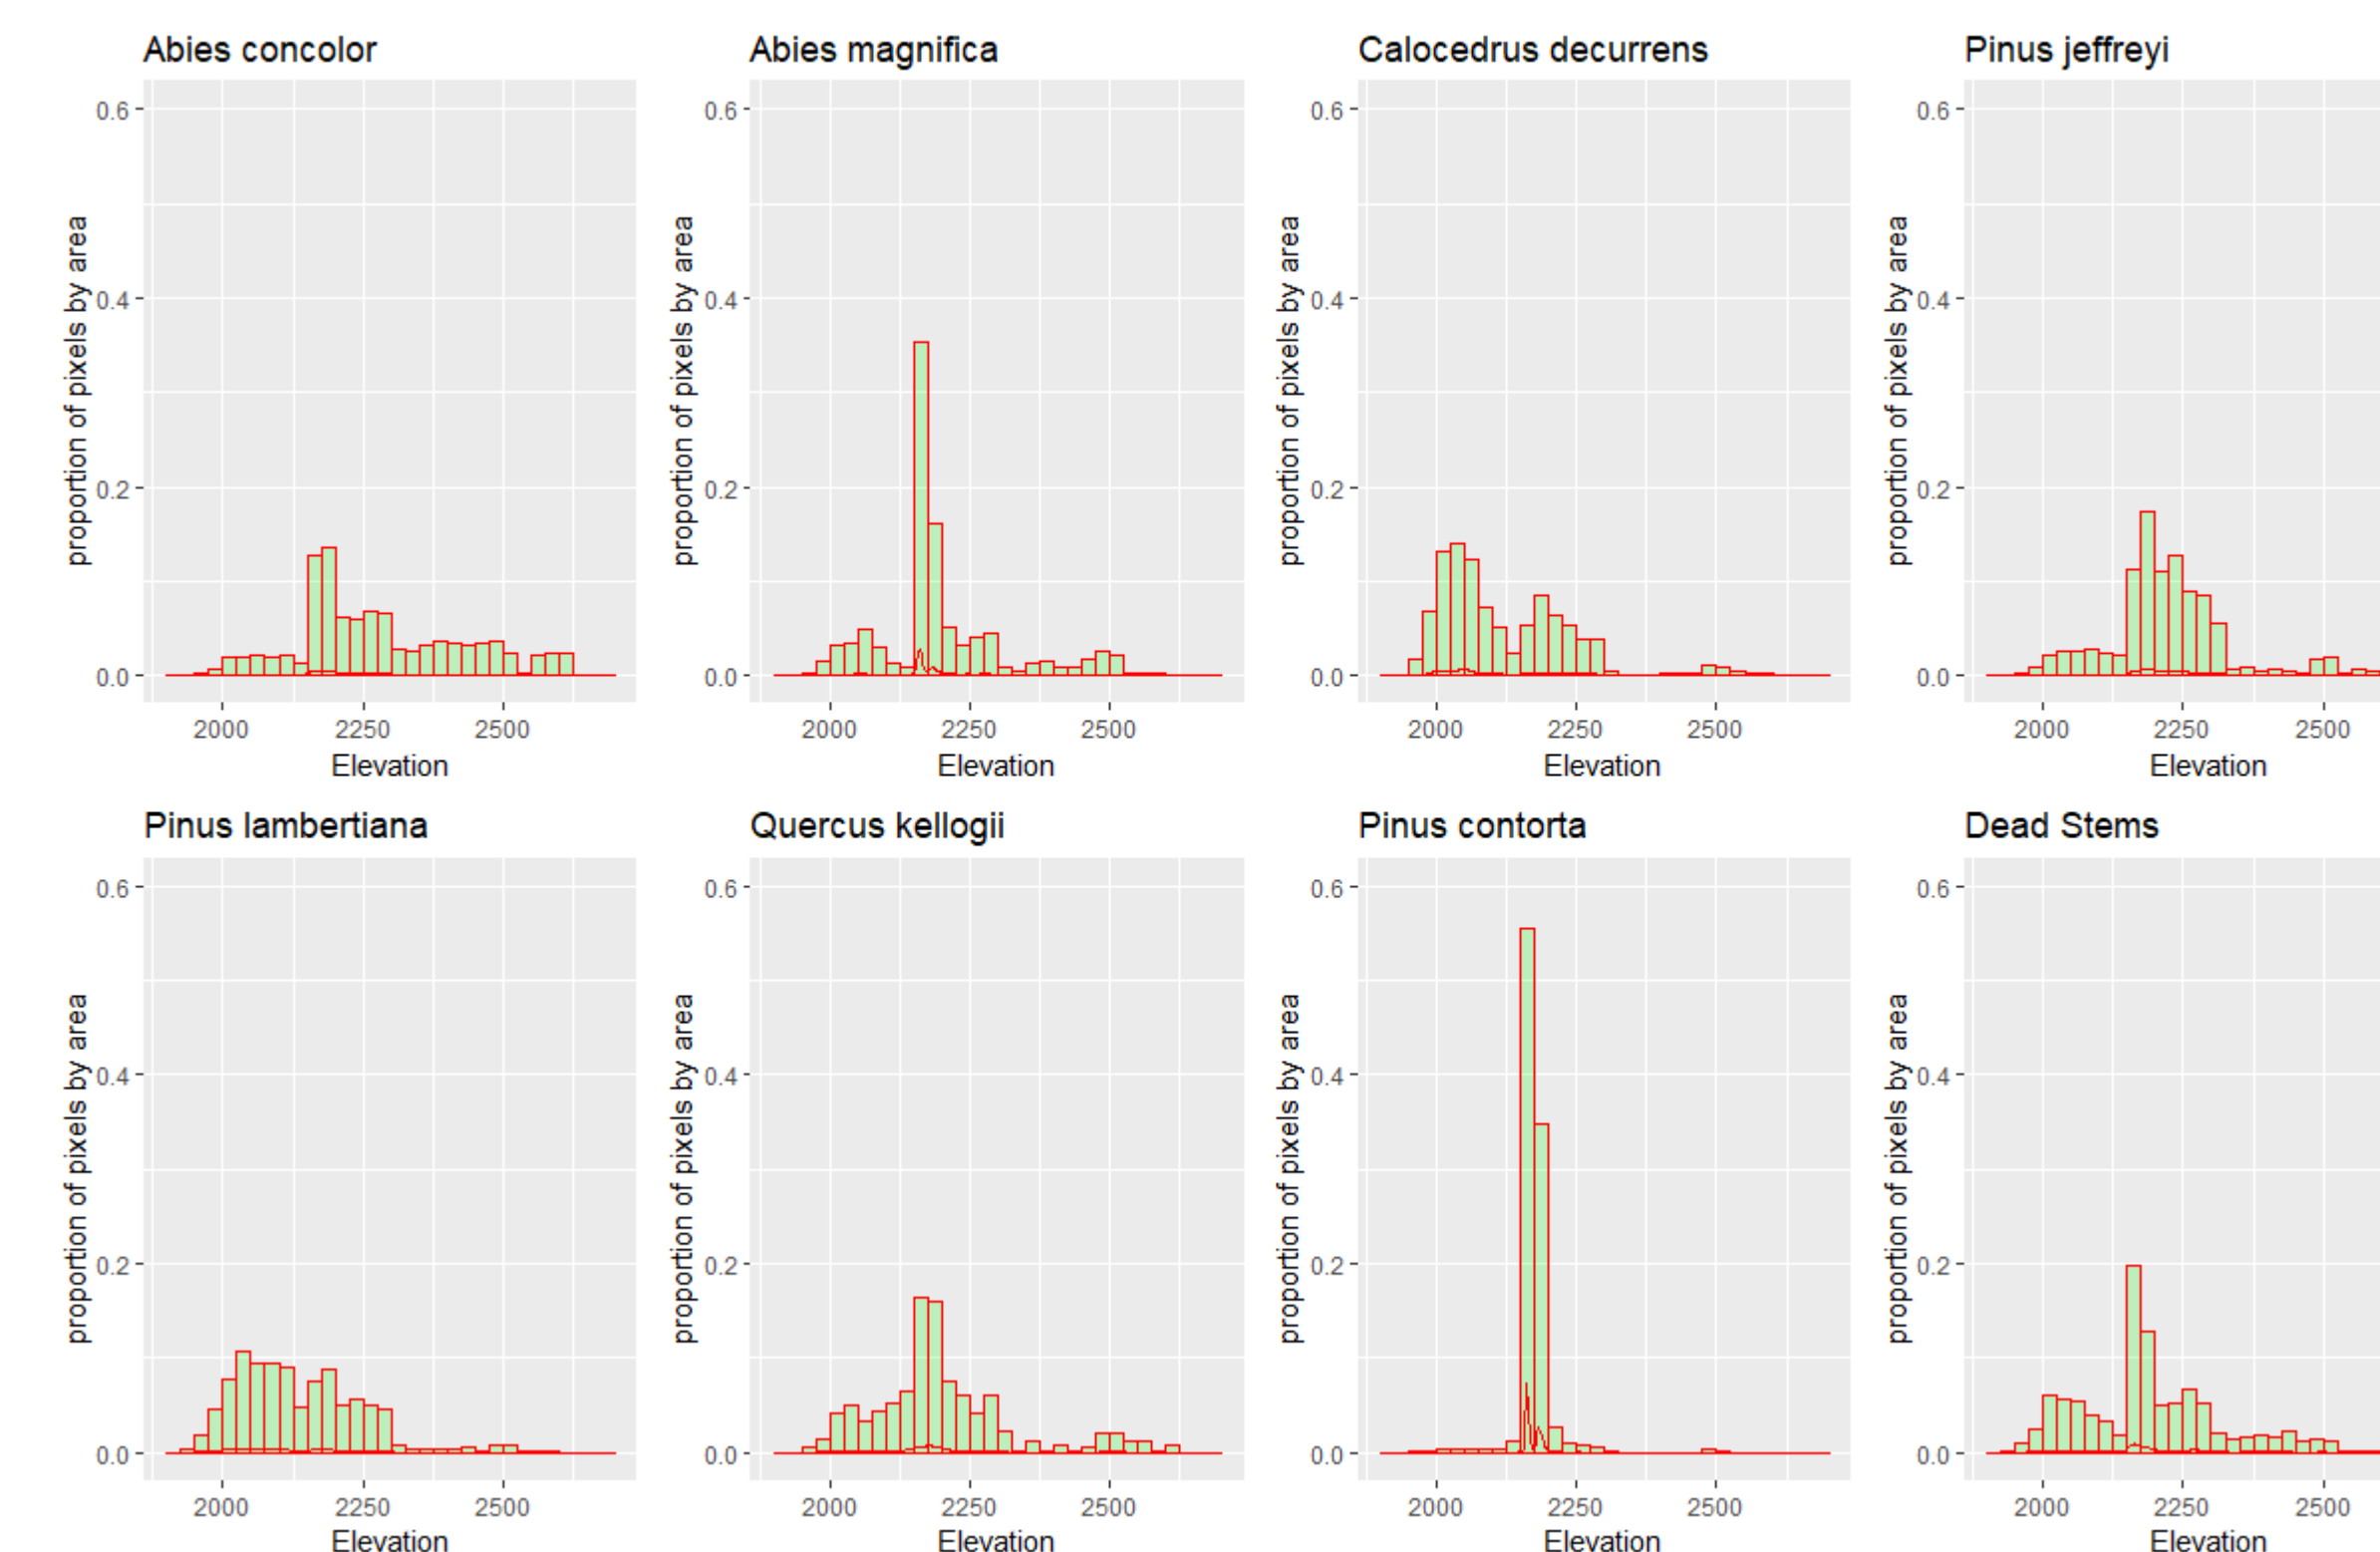 Abies concolor
Abies magnifica
Calocedrus decurrens
Pinus jeffreyi
0.6
0.6
0.6
0.6
proportion of pixels by area
proportion of pixels by area
proportion of pixels by area
proportion of pixels by area
0.4
0.4
0.4
0.4
0.2
0.2
0.2
0.2
0.0
0.0
0.0
0.0
2000 2250 2500
2000 2250 2500
2000 2250 2500
2000 2250 2500
Elevation
Elevation
Elevation
Elevation
Pinus lambertiana
Quercus kellogii
Pinus contorta
Dead Stems
0.6
0.6
0.6
0.6
proportion of pixels by area
proportion of pixels by area
proportion of pixels by area
proportion of pixels by area
0.4
0.4
0.4
0.4
0.2
0.2
0.2
0.2
0.0
0.0
0.0
0.0
2000 2250 2500
2000 2250 2500
2000 2250 2500
2000 2250 2500
Elevation
Elevation
Elevation
Elevation